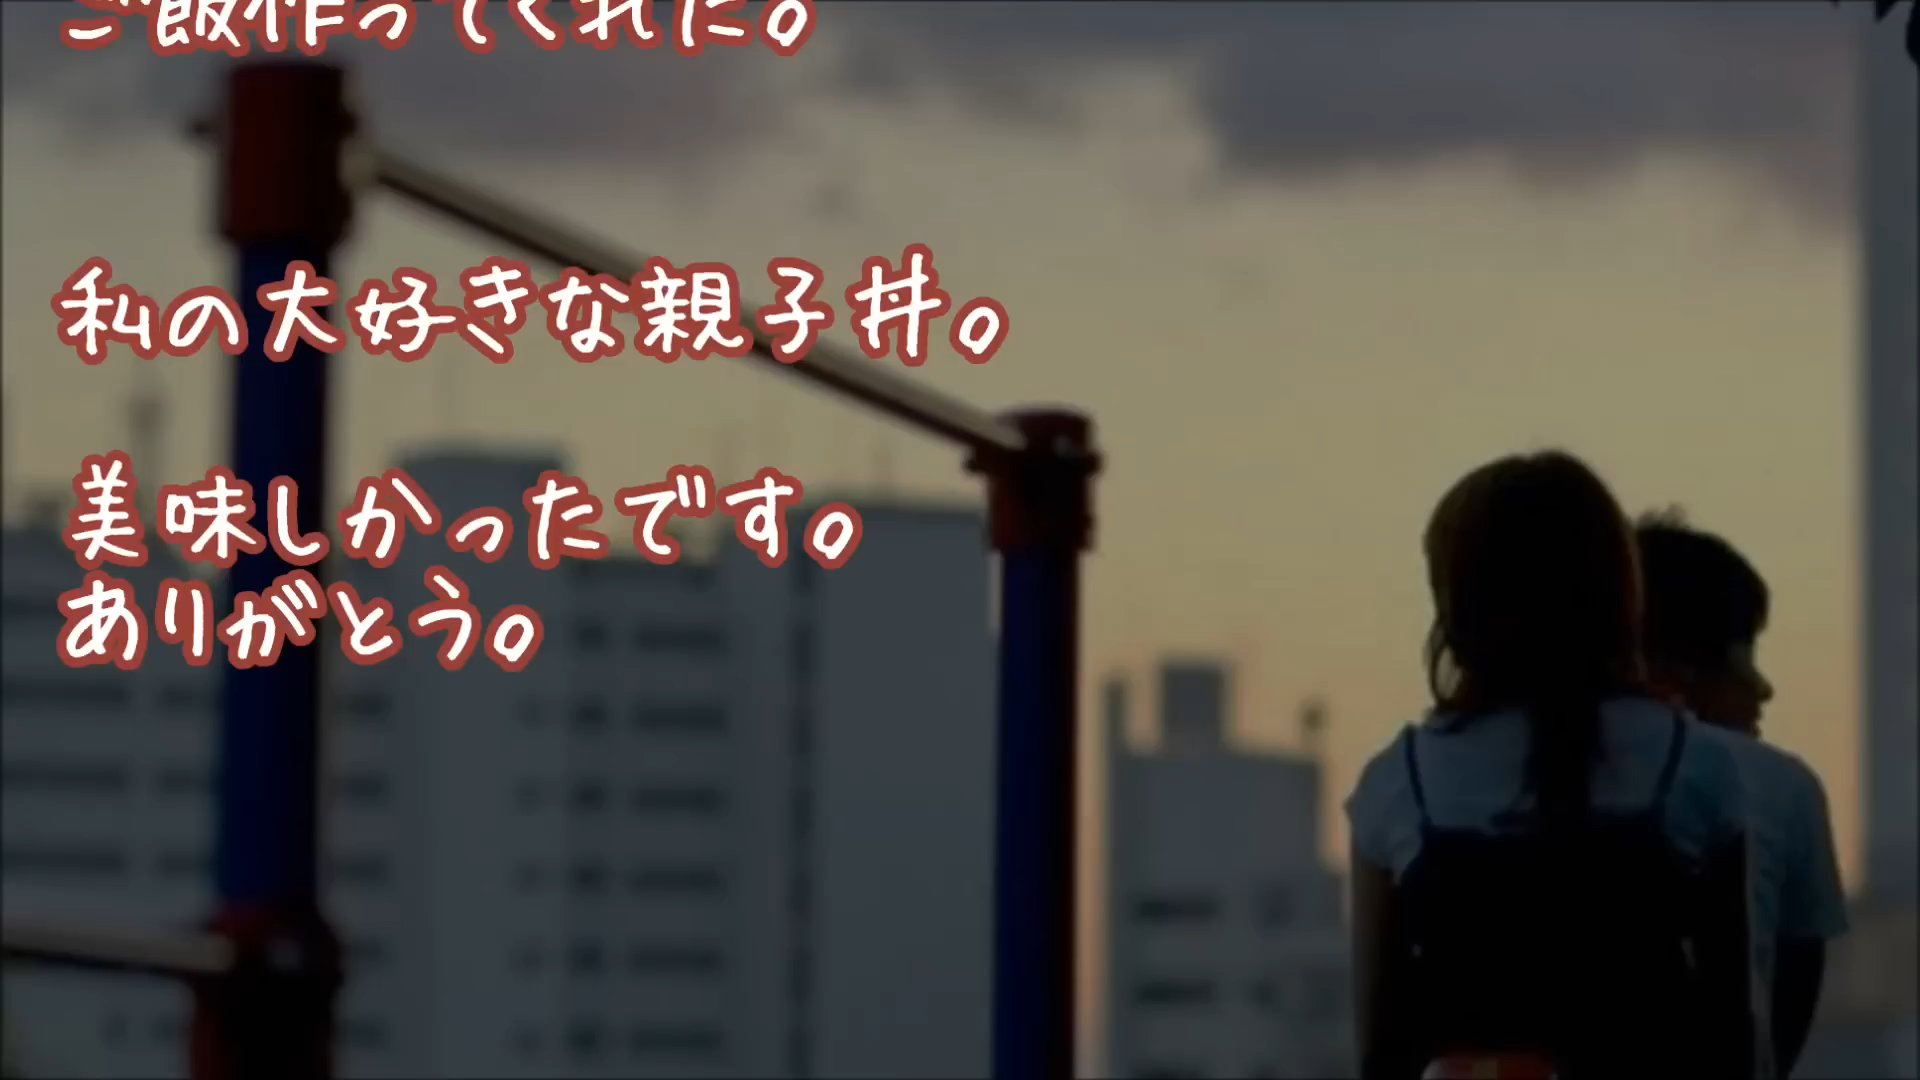 ご飯作ってくれた。
私の大好きな親子丼。
美味しかったです。
ありがとう。